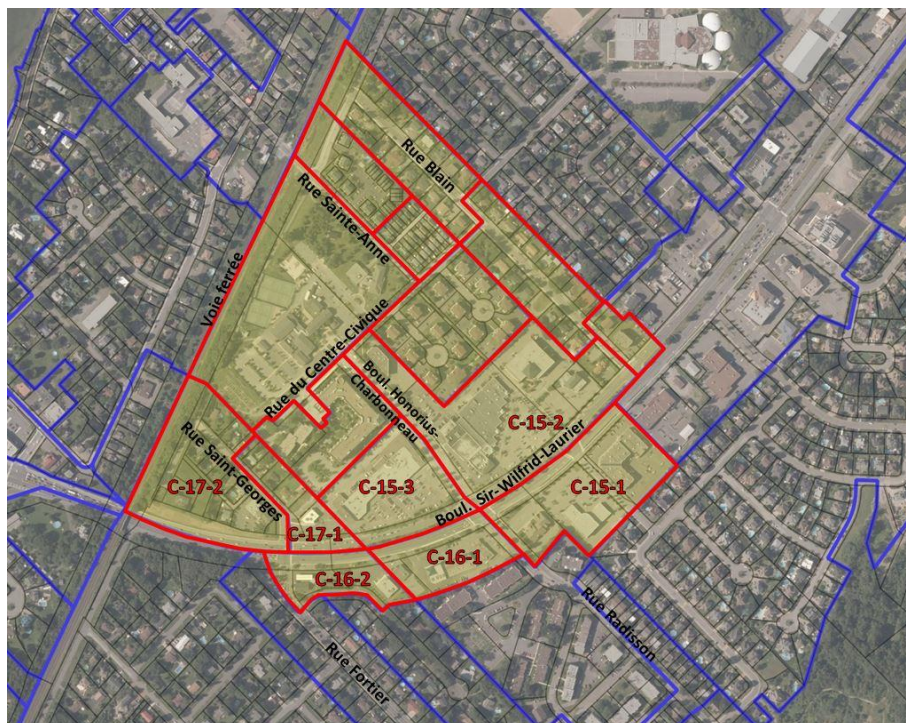 Rue Blain
Rue Sainte-Anne
Voie ferrée
Rue du Centre-Civique
Boul. Honorius-
Charbonneau
C-15-2
Rue Saint-Georges
C-17-2
C-15-3
Boul. Sir-Wilfrid-Laurier
C-15-1
C-17-1
C-16-1
C-16-2
Rue Radisson
Rue Fortier